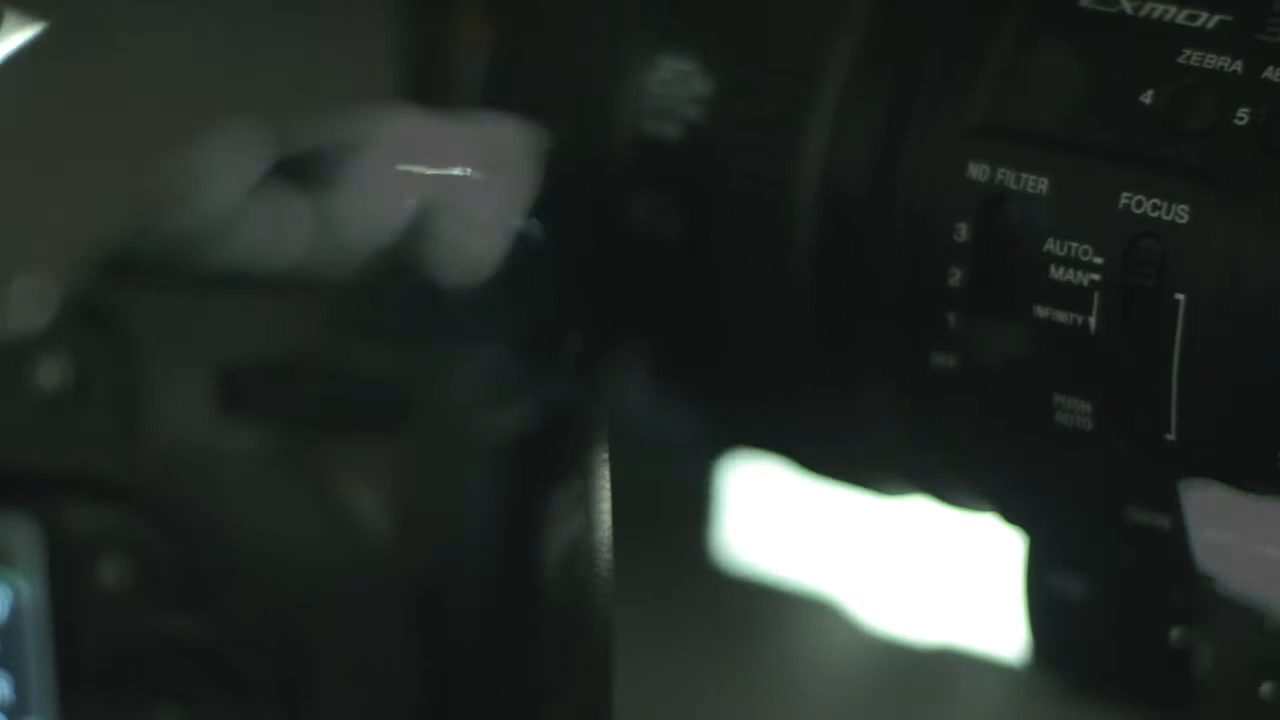 Exmor
ZEBRA
4
5
ND FILTER
FOCUS
3
AUTO
2
MAN
1
INFINITY
PUSH
AUTO